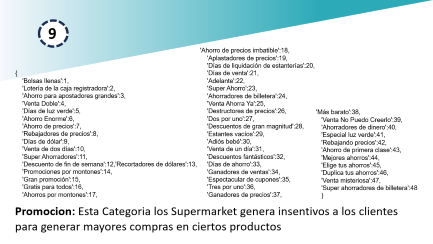 9
{
'Bolsas llenas':1,
'Lotería de la caja registradora':2,
'Ahorro para apostadores grandes':3,
'Venta Doble':4,
'Días de luz':5,
'Ahorro Enorme':6,
'Ahorro de precios':7,
'Rebajadores de precios':8,
'Días de dólar':9,
'Venta de dos días':10,
'Super Ahorradores':11,
'Descuento de fin de semana':12,'Recortadores de dólares':13,
'Promociones por montones':14,
'Gran promoción':15,
'Gratis para todos':16,
'Ahorros por montones':17,
'Ahorro de precios imbatible':18,
'Aplastadores de precios':19,
'Días de liquidación de estanterías':20,
'Días de venta':21,
'Adelante':22,
'Super Ahorro':23,
'Ahorradores de billetera':24,
'Venta Ahorra Ya':25,
'Destructores de precios':26,
'Dos por uno':27,
'Descuentos de gran magnitud':28,
'Estantes vacíos':29,
'Adiós bebé':30,
'Venta de un día':31,
'Descuentos fantásticos':32,
'Días de ahorro':33,
'Ganadores de ventas':34,
'Espectacular de cupones':35,
'Tres por uno':36,
'Ganadores de precios':37,
'Más barato':38,
'Venta No Puedo Creerlo':39,
'Ahorradores de dinero':40,
'Especial luz verde':41,
'Rebajando precios':42,
'Ahorro de primera clase':43,
'Mejores ahorros':44,
'Elige tus ahorros':45,
'Duplica tus ahorros':46,
'Venta misteriosa':47,
'Super ahorradores de billetera':48
}
Promocion: Esta Categoria los Supermarket genera insentivos a los clientes
para generar mayores compras en ciertos productos